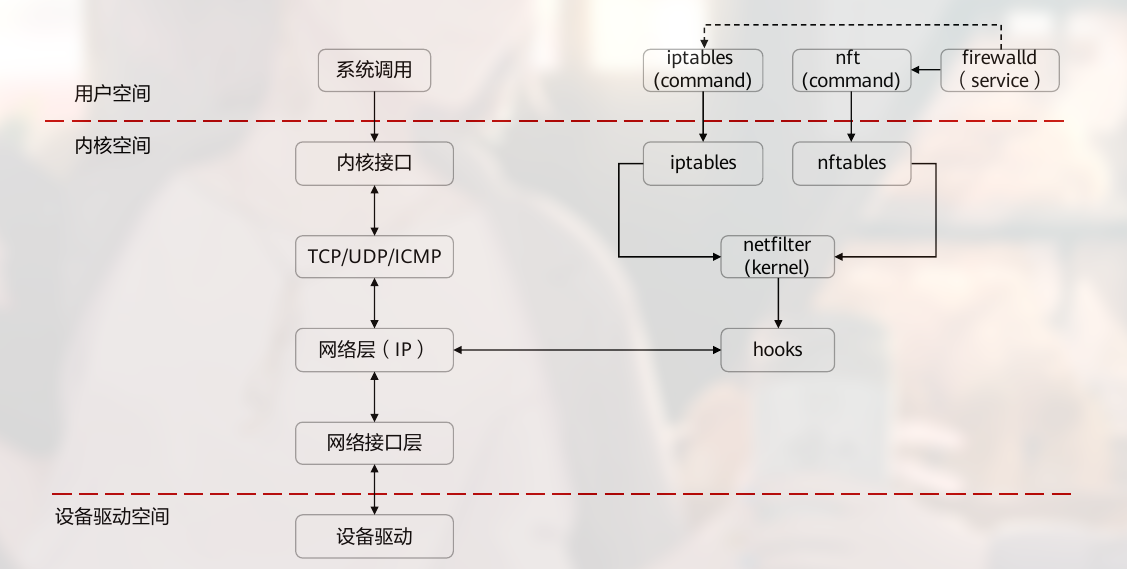 系统调用
iptables
(command)
nft
(command)
firewalld
（ service ）
用户空间
内核空间
内核接口
iptables
nftables
TCP/UDP/ICMP
netfilter
(kernel)
网络层（ IP ）
hooks
网络接口层
设备驱动空间
设备驱动